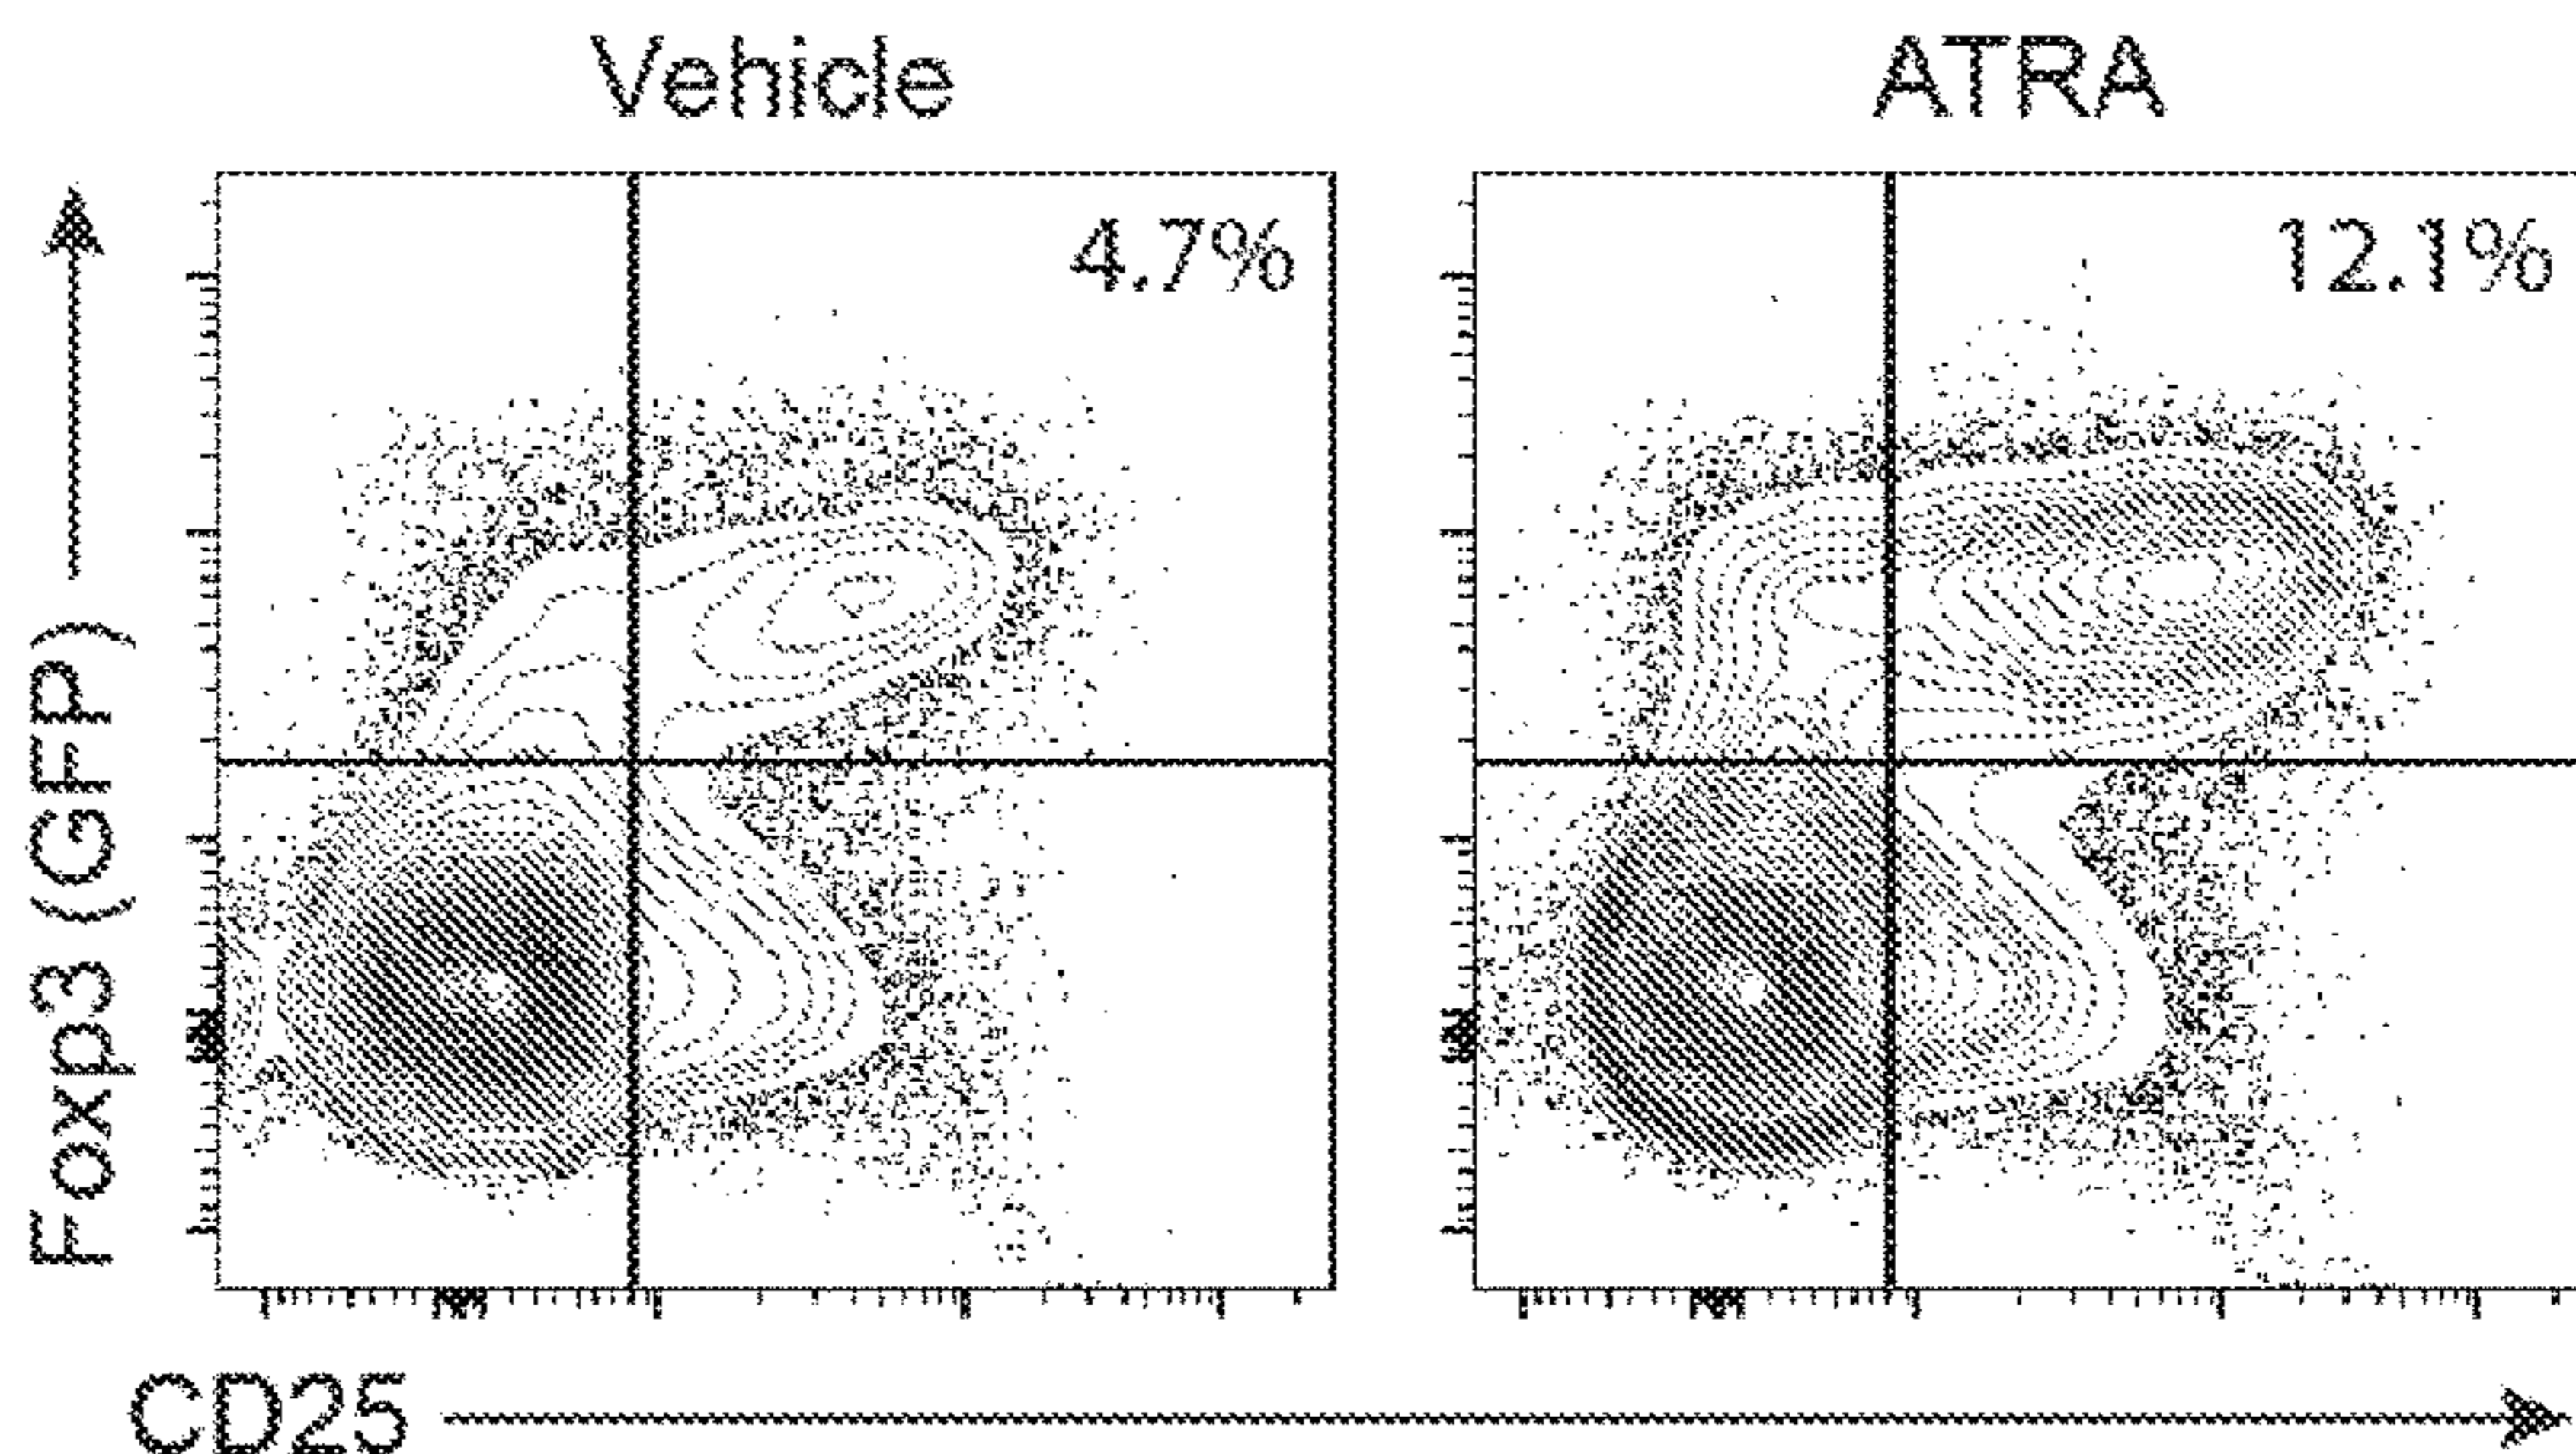 Vehicle
ATRA
4.7%
12.1%
Foxp3 (GFP)
CD25